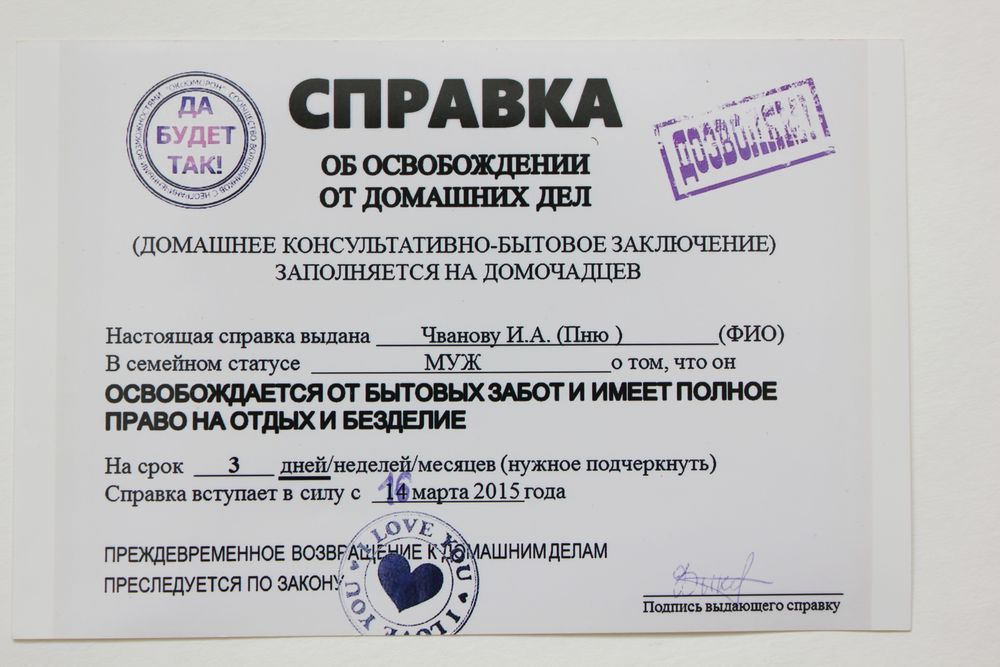 ДА
БУДЕТ
ТАК!
СПРАВКА
ОБ ОСВОБОЖДЕНИИ
ОТ ДОМАШНИХ ДЕЛ
(ДОМАШНЕЕ КОНСУЛЬТАТИВНО-БЫТОВОЕ ЗАКЛЮЧЕНИЕ)
ЗАПОЛНЯЕТСЯ НА ДОМОЧАДЦЕВ
Настоящая справка выдана Чванову И.А. (Пню ) (ФИО)
В семейном статусе МУЖ о том, что он
ОСВОБОЖДАЕТСЯ ОТ БЫТОВЫХ ЗАБОТ И ИМЕЕТ ПОЛНОЕ
ПРАВО НА ОТДЫХ И БЕЗДЕЛИЕ
На срок 3 дней/неделей/месяцев (нужное подчеркнуть)
16
Справка вступает в силу с 14 марта 2015 года
ПРЕЖДЕВРЕМЕННОЕ ВОЗВРАЩЕНИЕ К ДОМАШНИМ ДЕЛАМ
ПРЕСЛЕДУЕТСЯ ПО ЗАКОНУ
I LOVE YOU I LOVE YOU
Подпись выдающего справку